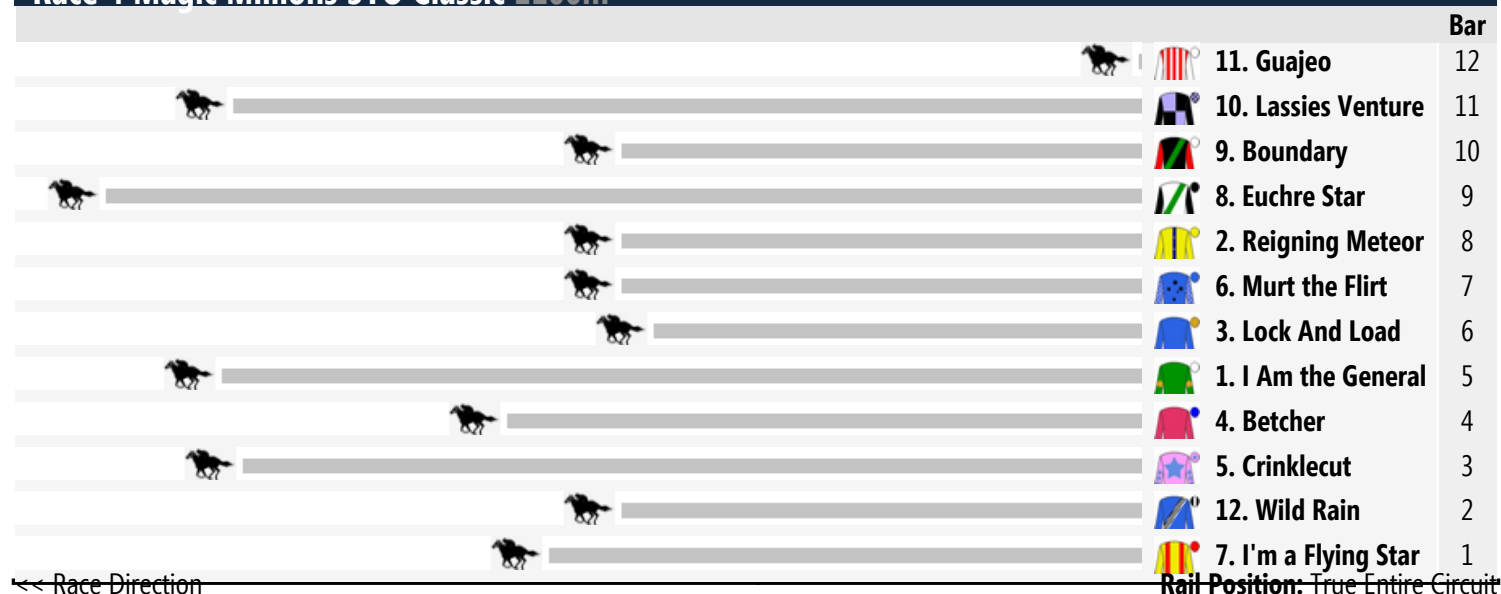 Bar
11. Guajeo 12
10. Lassies Venture 11
9. Boundary 10
8. Euchre Star 9
2. Reigning Meteor 8
6. Murt the Flirt 7
3. Lock And Load 6
1. I Am the General 5
4. Betcher 4
5. Crinklecut 3
12. Wild Rain 2
7. I'm a Flying Star 1
<< Race Direction Rail Position: True Entire Circuit